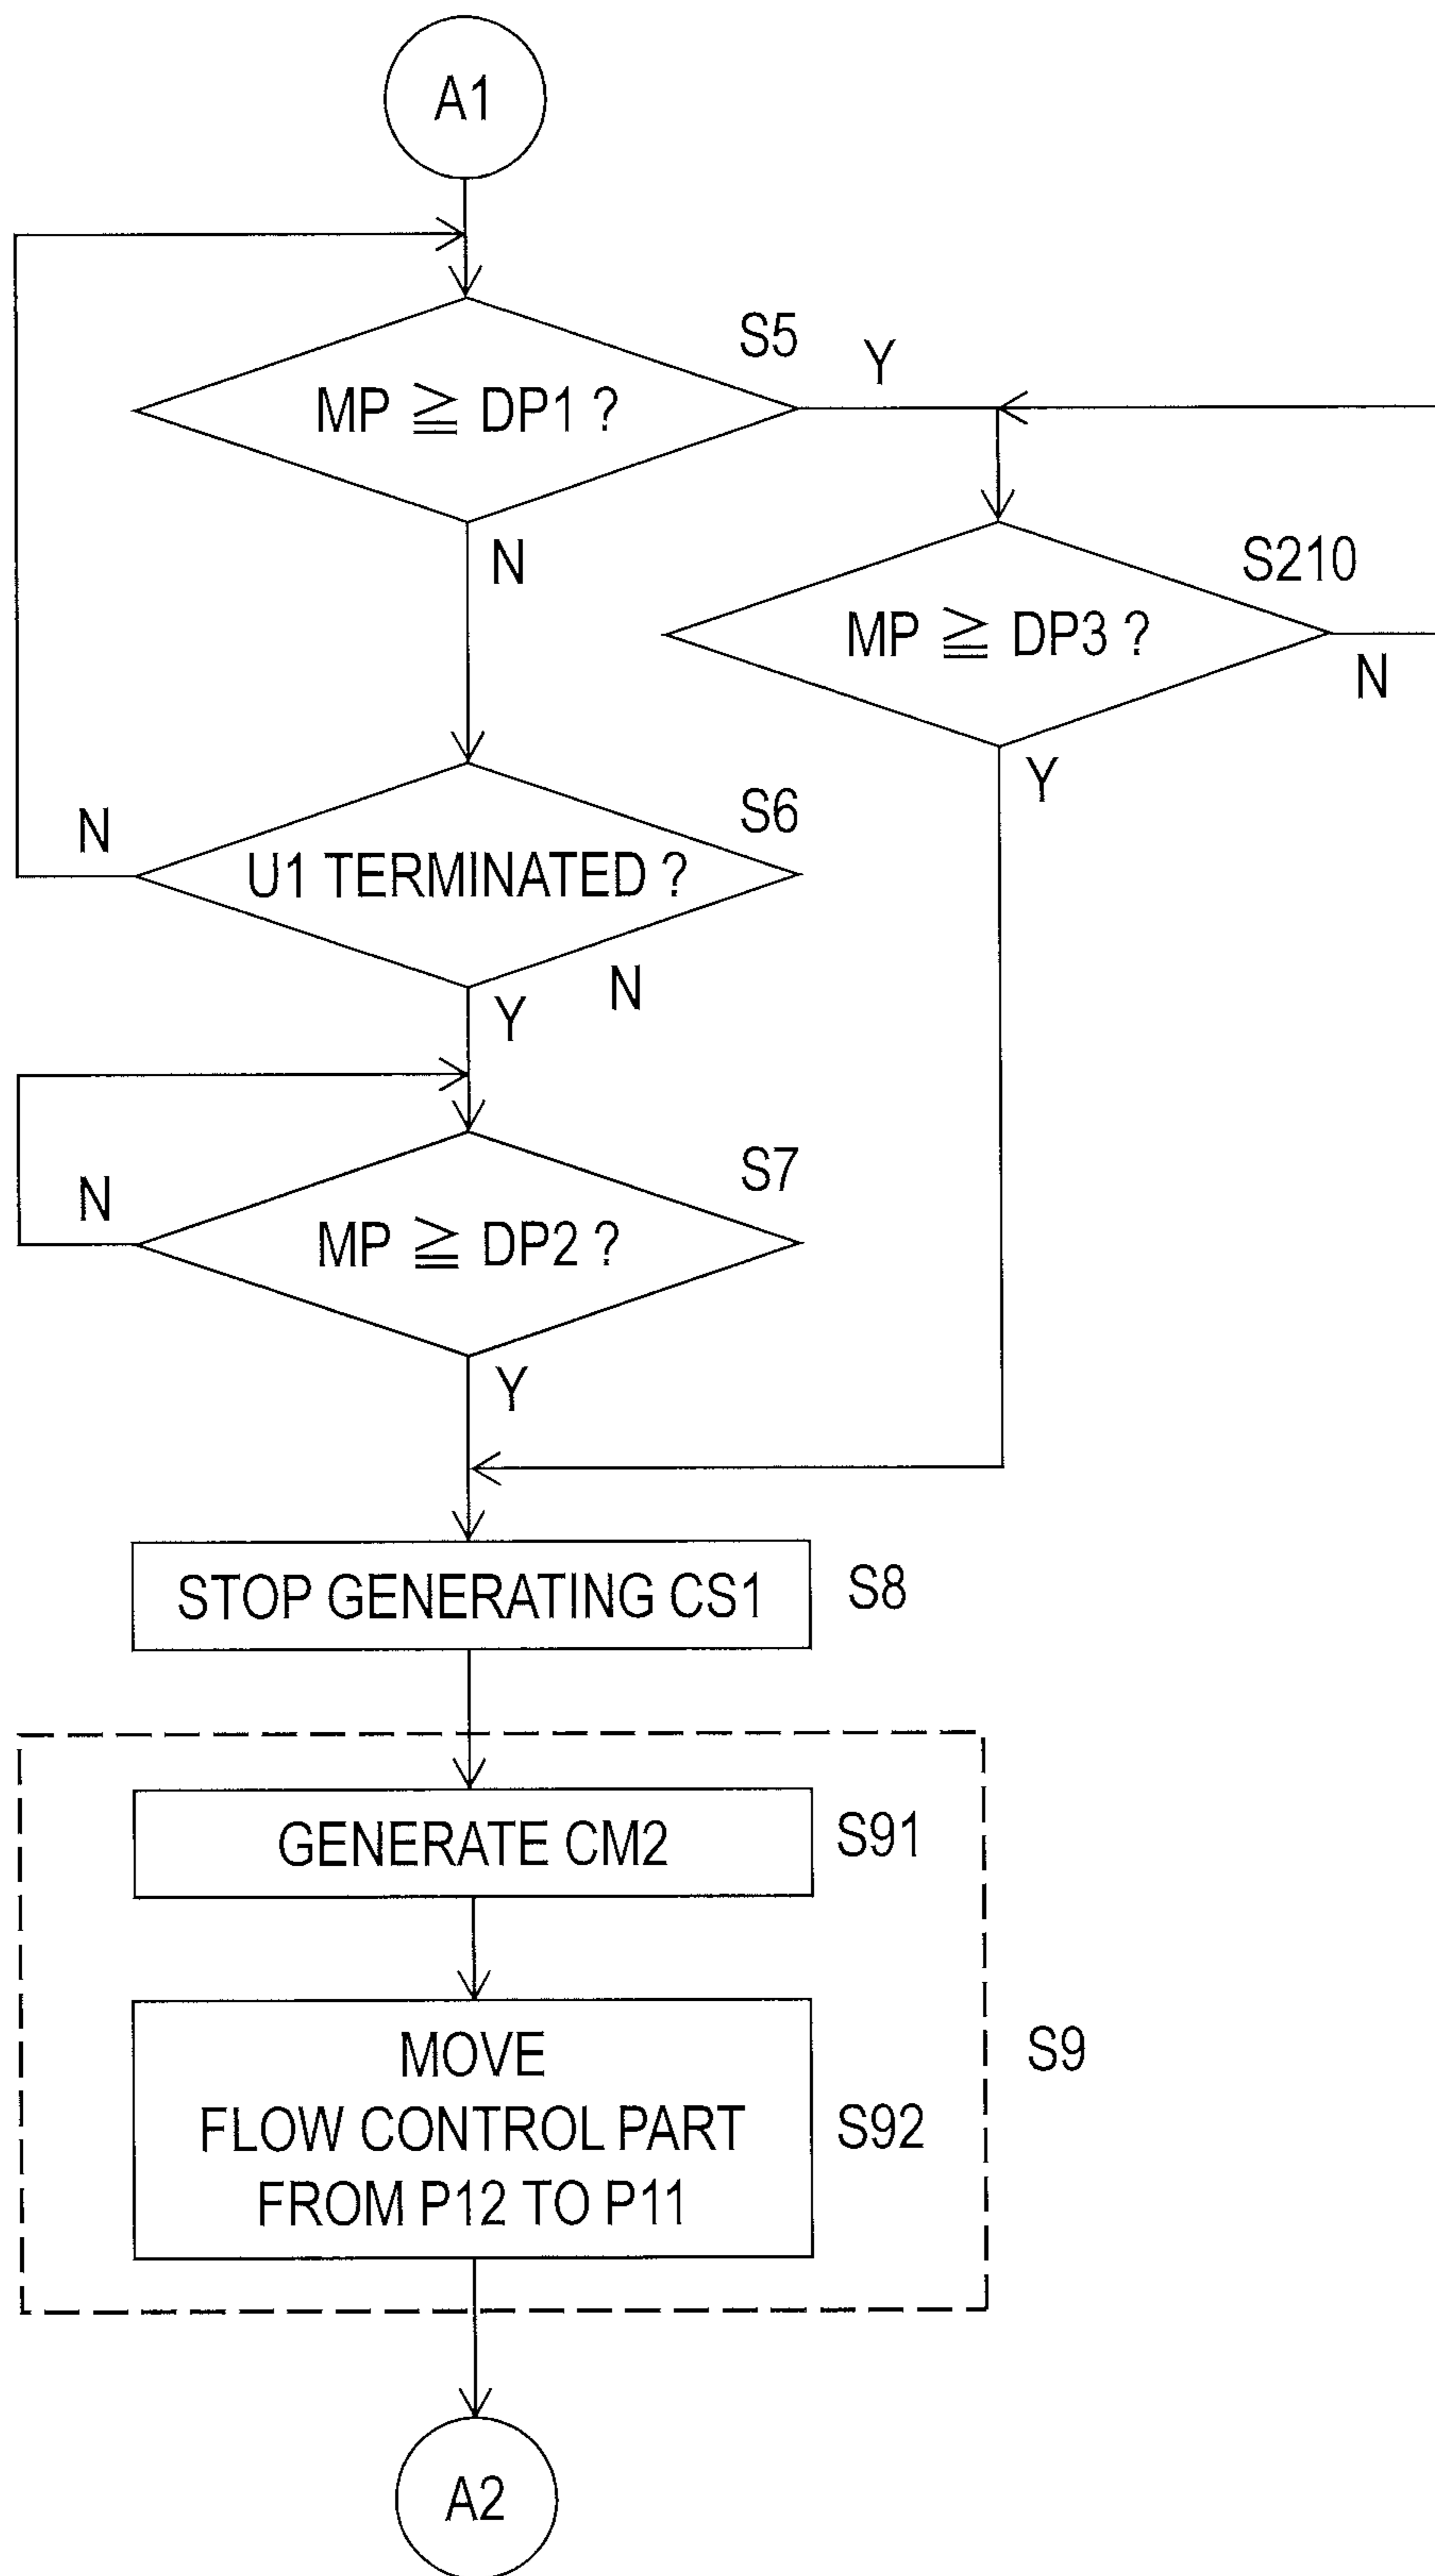 A1
S5
Y
MP ≧ DP1 ?
N
S210
MP ≧ DP3 ?
N
Y
S6
N
U1 TERMINATED ?
N
Y
S7
N
MP ≧ DP2 ?
Y
STOP GENERATING CS1
S8
GENERATE CM2
S91
MOVE
FLOW CONTROL PART
FROM P12 TO P11
S92
S9
A2